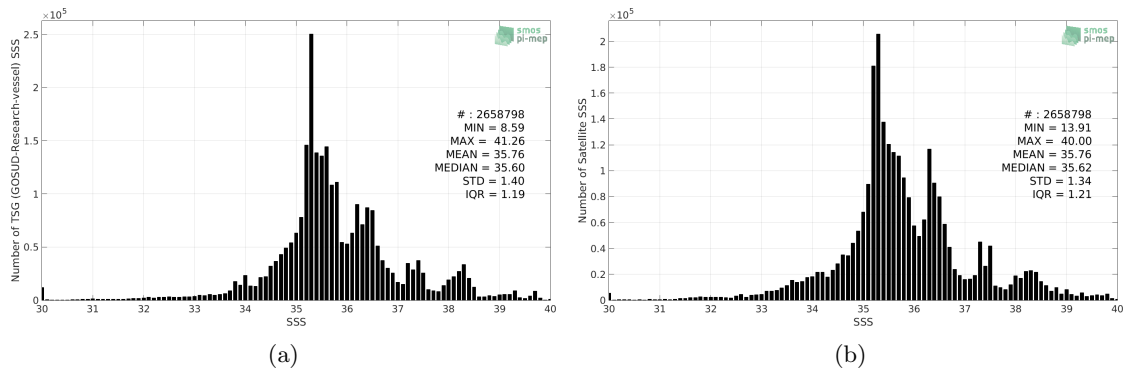 ×10⁵
2.5
2
1.5
1
0.5
0
30 31 32 33 34 35 36 37 38 39 40
SSS
Number of TSG (GOSUD-Research-vessel) SSS
smos
pi-mep
# : 2658798
MIN = 8.59
MAX = 41.26
MEAN = 35.76
MEDIAN = 35.60
STD = 1.40
IQR = 1.19
(a)
×10⁵
2
1.8
1.6
1.4
1.2
1
0.8
0.6
0.4
0.2
0
30 31 32 33 34 35 36 37 38 39 40
SSS
Number of Satellite SSS
smos
pi-mep
# : 2658798
MIN = 13.91
MAX = 40.00
MEAN = 35.76
MEDIAN = 35.62
STD = 1.34
IQR = 1.21
(b)